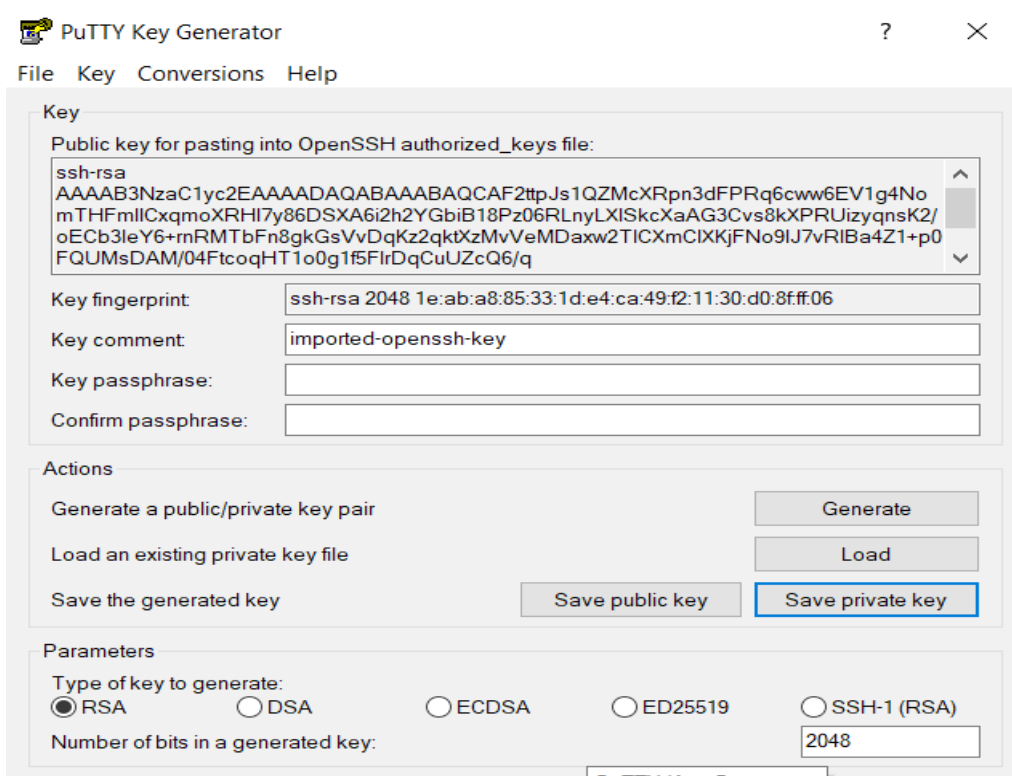 PuTTY Key Generator
?
File Key Conversions Help
Key
Public key for pasting into OpenSSH authorized_keys file:
ssh-rsa
AAAAB3NzaC1yc2EAAAADAQABAAABAQCAF2ttpJs1QZMcXRpn3dFPRq6cww6EV1g4No
mTHFmllCxqmoXRHI7y86DSXA6i2h2YGbiB18Pz06RLnyLXlSkcXaAG3Cvs8kXPRUizyqnsK2/
oECb3leY6+rnRMTbFn8gkGsVvDqKz2qktXzMvVeMDaxw2TlCXmClXKjFNo9lJ7vRlBa4Z1+p0
FQUMsDAM/04FtcoqHT1o0g1f5FlrDqCuUZcQ6/q
Key fingerprint: ssh-rsa 2048 1e:ab:a8:85:33:1d:e4:ca:49:f2:11:30:d0:8f:ff:06
Key comment: imported-openssh-key
Key passphrase:
Confirm passphrase:
Actions
Generate a public/private key pair Generate
Load an existing private key file Load
Save the generated key Save public key Save private key
Parameters
Type of key to generate:
RSA DSA ECDSA ED25519 SSH-1 (RSA)
Number of bits in a generated key: 2048